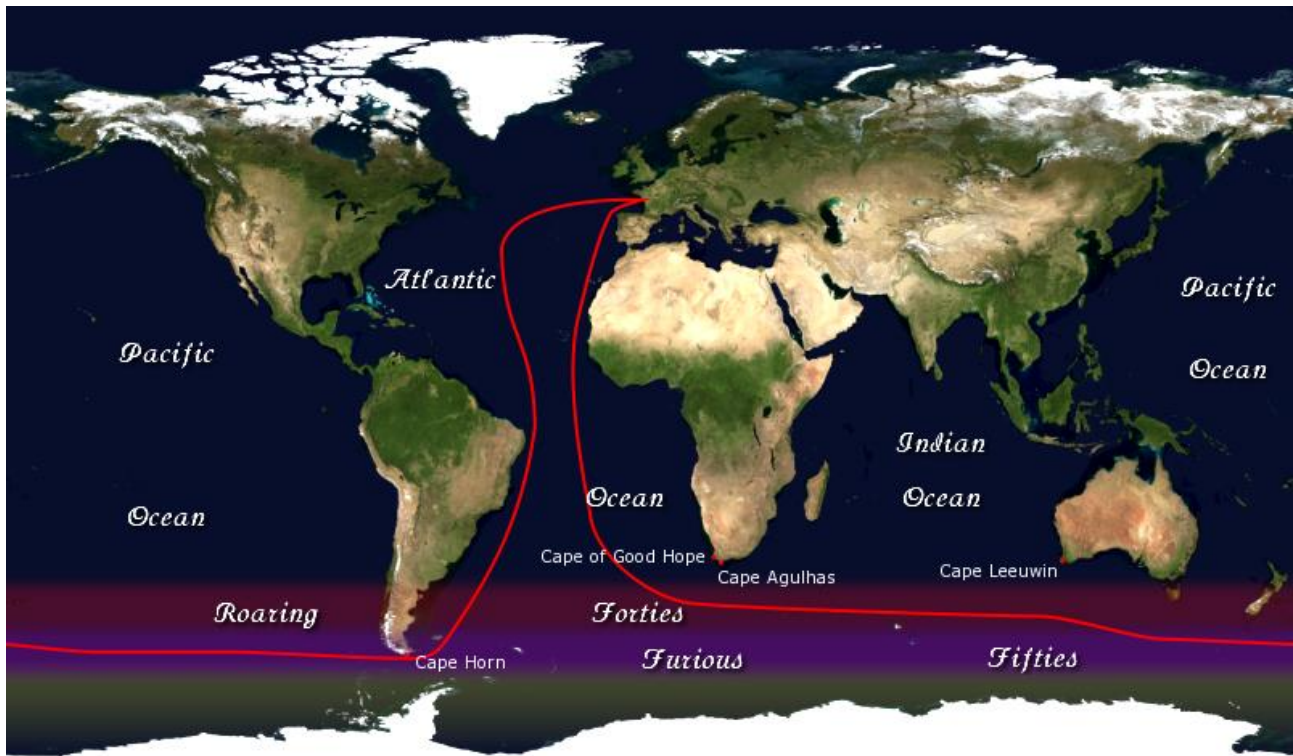 Atlantic
Pacific
Pacific
Ocean
Indian
Ocean
Ocean
Ocean
Cape of Good Hope
Cape Agulhas
Cape Leeuwin
Roaring
Forties
Cape Horn
Furious
Fifties
Ocean